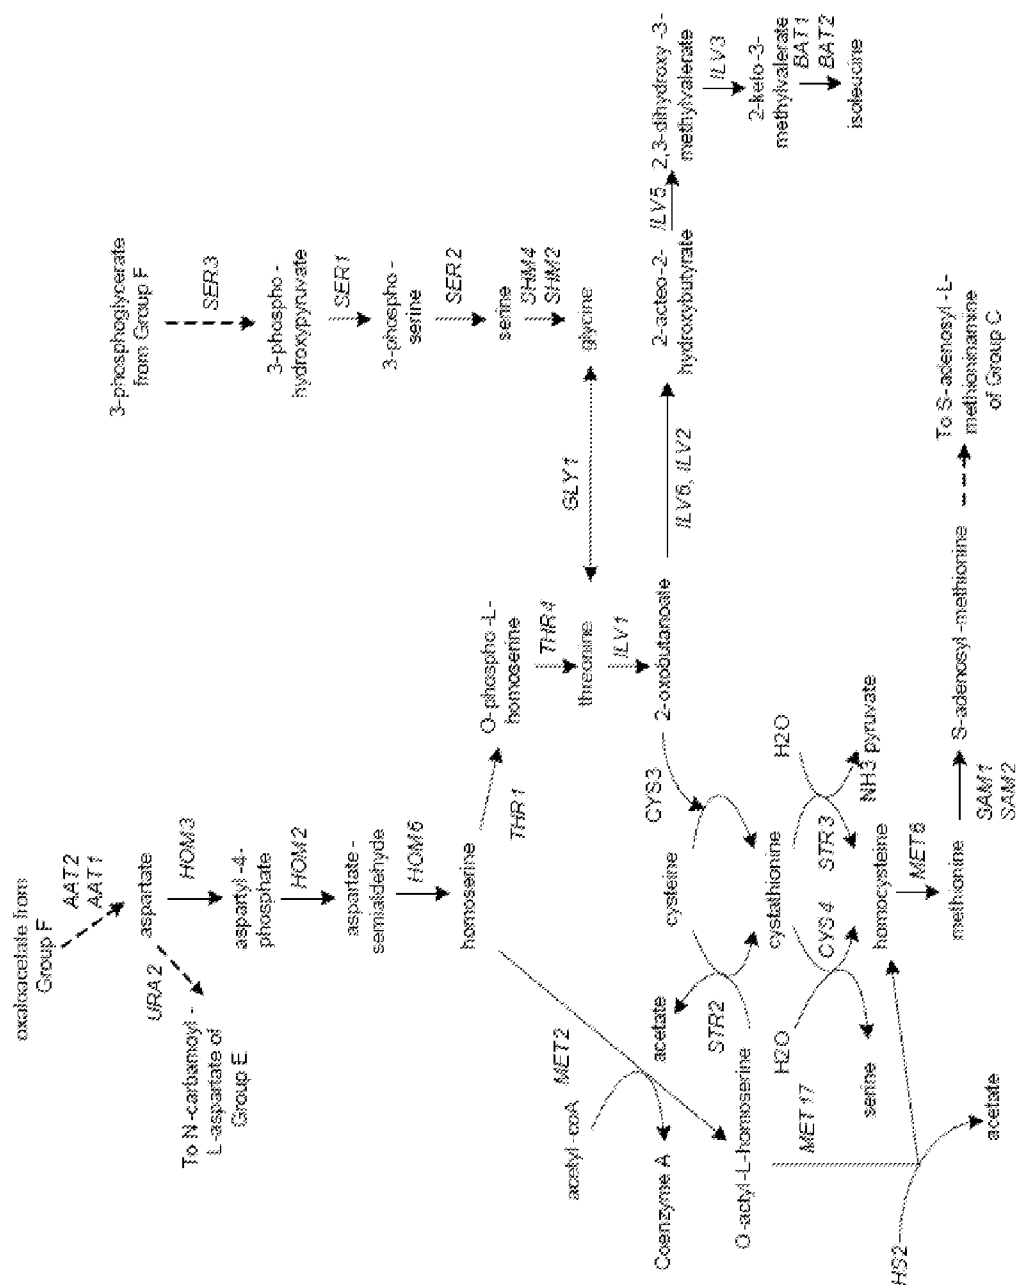 oxaloacetate from
Group F
AAT2
AAT1
aspartate
URA2
To N-carbamoyl-
L-aspartate of
Group E
HOM3
aspartyl-4-
phosphate
HOM2
aspartate-
semialdehyde
HOM6
homoserine
THR1
O-phospho-L-
homoserine
THR4
threonine
GLY1
ILV1
2-oxobutanoate
3-phosphoglycerate
from Group F
SER3
3-phospho-
hydroxypyruvate
SER1
3-phospho-
serine
SER2
serine
SHM4
SHM2
glycine
ILV6, ILV2
2-acteo-2-
hydroxybutyrate
ILV5
2,3-dihydroxy-3-
methylvalerate
ILV3
2-keto-3-
methylvalerate
BAT1
BAT2
isoleucine
MET2
acetyl-coA
Coenzyme A
O-actyl-L-homoserine
acetate
STR2
cysteine
CYS3
cystathionine
H2O
STR3
NH3 pyruvate
H2O
CYS4
serine
homocysteine
MET17
HS2
acetate
MET6
methionine
SAM1
SAM2
S-adenosyl-methionine
To S-adenosyl-L-
methioninamine
of Group C